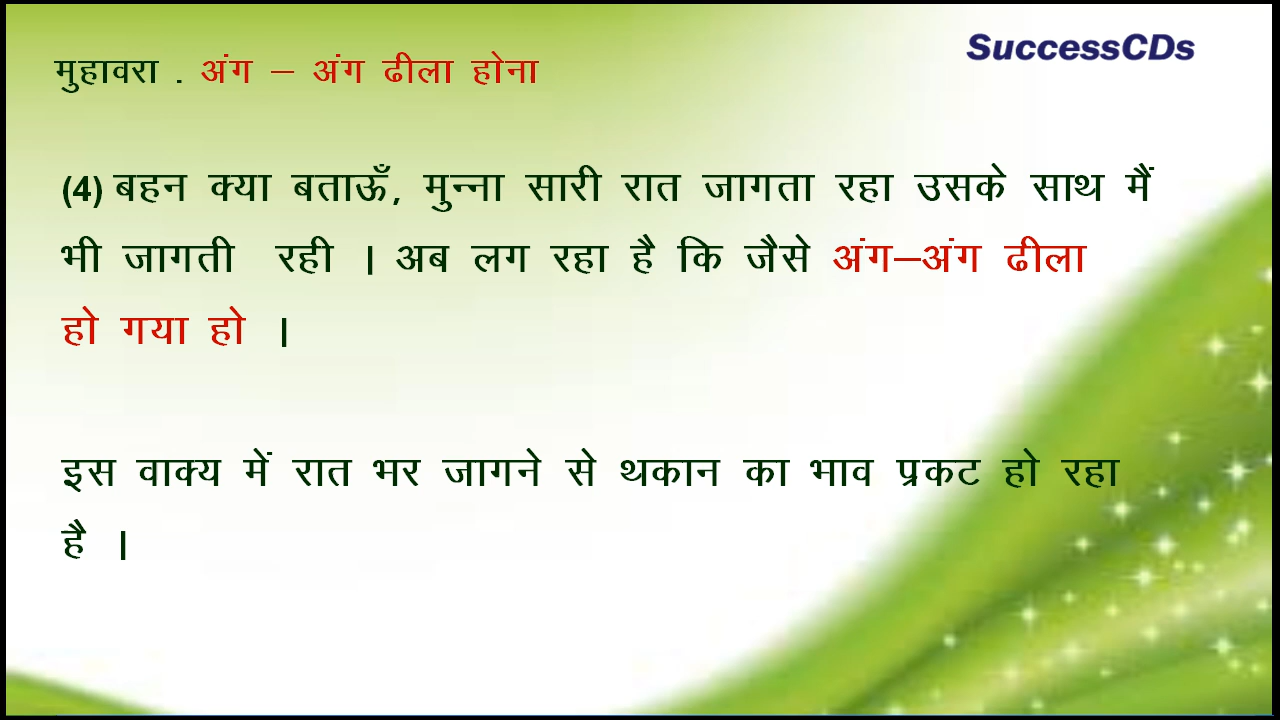 SuccessCDs
मुहावरा . अंग – अंग ढीला होना
(4) बहन क्या बताऊँ, मुन्ना सारी रात जागता रहा उसके साथ मैं
भी जागती रही । अब लग रहा है कि जैसे अंग–अंग ढीला
हो गया हो ।
इस वाक्य में रात भर जागने से थकान का भाव प्रकट हो रहा
है ।